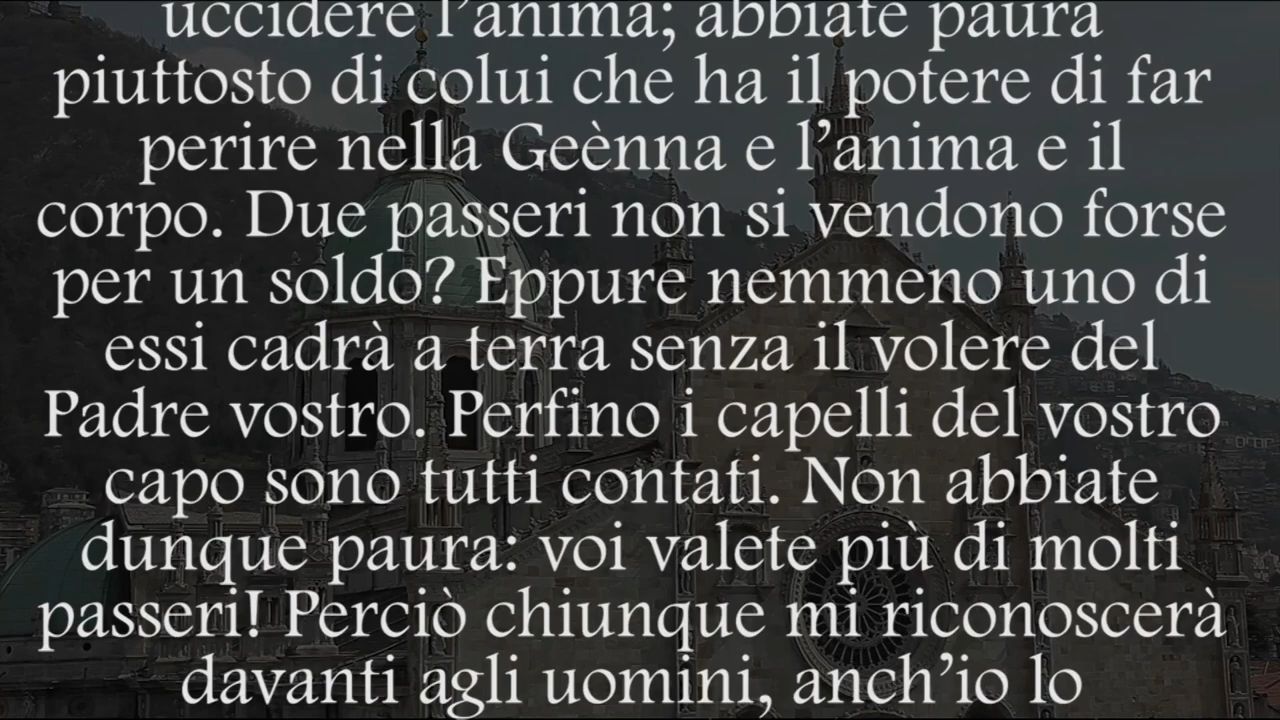 uccidere l’anima; abbiate paura
piuttosto di colui che ha il potere di far
perire nella Geènna e l’anima e il
corpo. Due passeri non si vendono forse
per un soldo? Eppure nemmeno uno di
essi cadrà a terra senza il volere del
Padre vostro. Perfino i capelli del vostro
capo sono tutti contati. Non abbiate
dunque paura: voi valete più di molti
passeri! Perciò chiunque mi riconoscerà
davanti agli uomini, anch’io lo